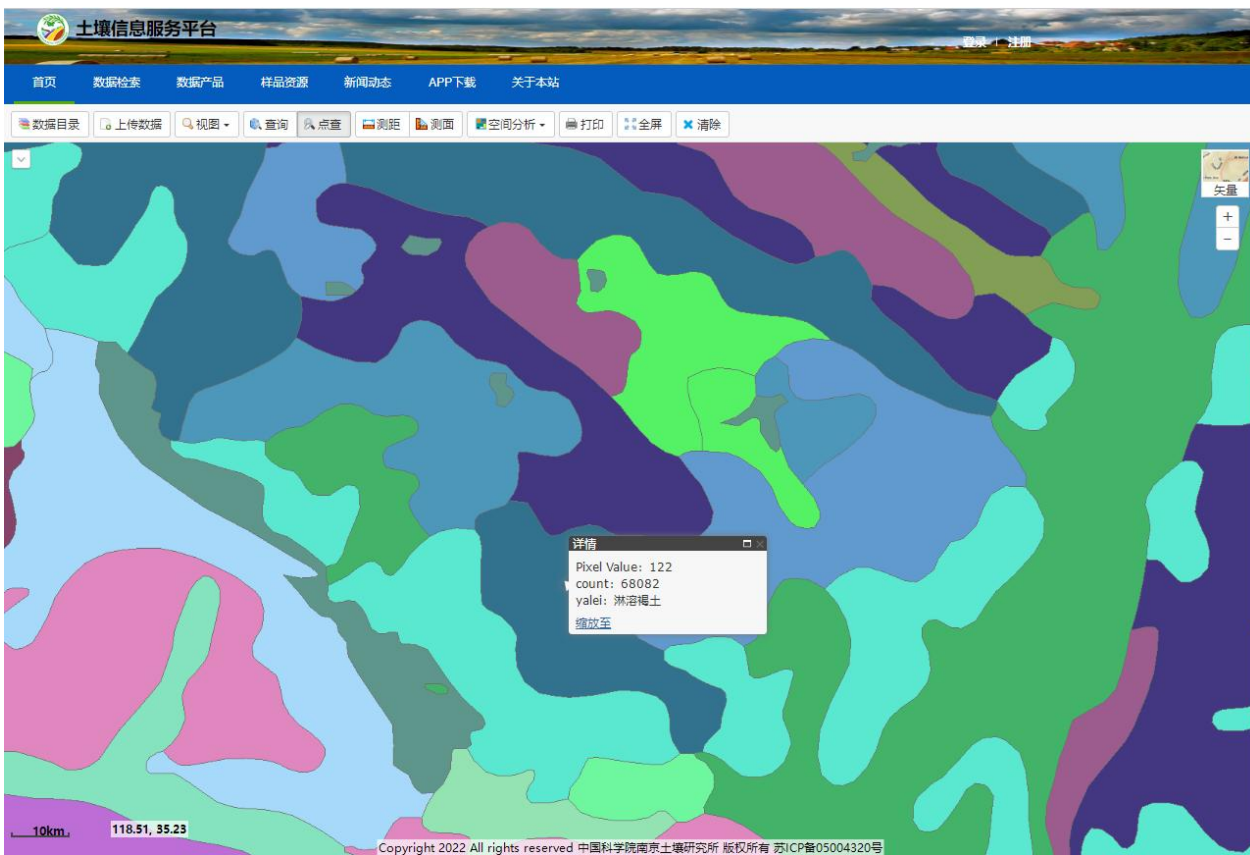 土壤信息服务平台
登录 | 注册
首页 数据检索 数据产品 样品资源 新闻动态 APP下载 关于本站
数据目录 上传数据 视图 查询 点查 测距 测面 空间分析 打印 全屏 清除
矢量
+
−
详情
Pixel Value: 122
count: 68082
yalei: 淋溶褐土
缩放至
10km
118.51, 35.23
Copyright 2022 All rights reserved 中国科学院南京土壤研究所 版权所有 苏ICP备05004320号